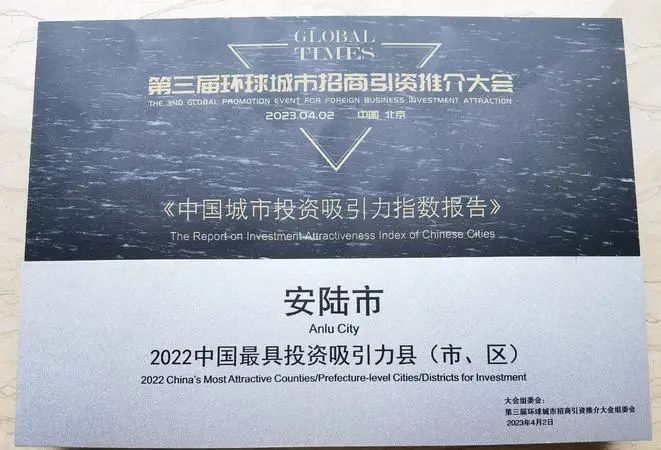 GLOBAL
TIMES
第三届环球城市招商引资推介大会
THE 3ND GLOBAL PROMOTION EVENT FOR FOREIGN BUSINESS INVESTMENT ATTRACTION
2023.04.02 中国 北京
《中国城市投资吸引力指数报告》
The Report on Investment Attractiveness Index of Chinese Cities
安陆市
Anlu City
2022中国最具投资吸引力县（市、区）
2022 China's Most Attractive Counties/Prefecture-level Cities/Districts for Investment
大会组委会：
第三届环球城市招商引资推介大会组委会
2023年4月2日